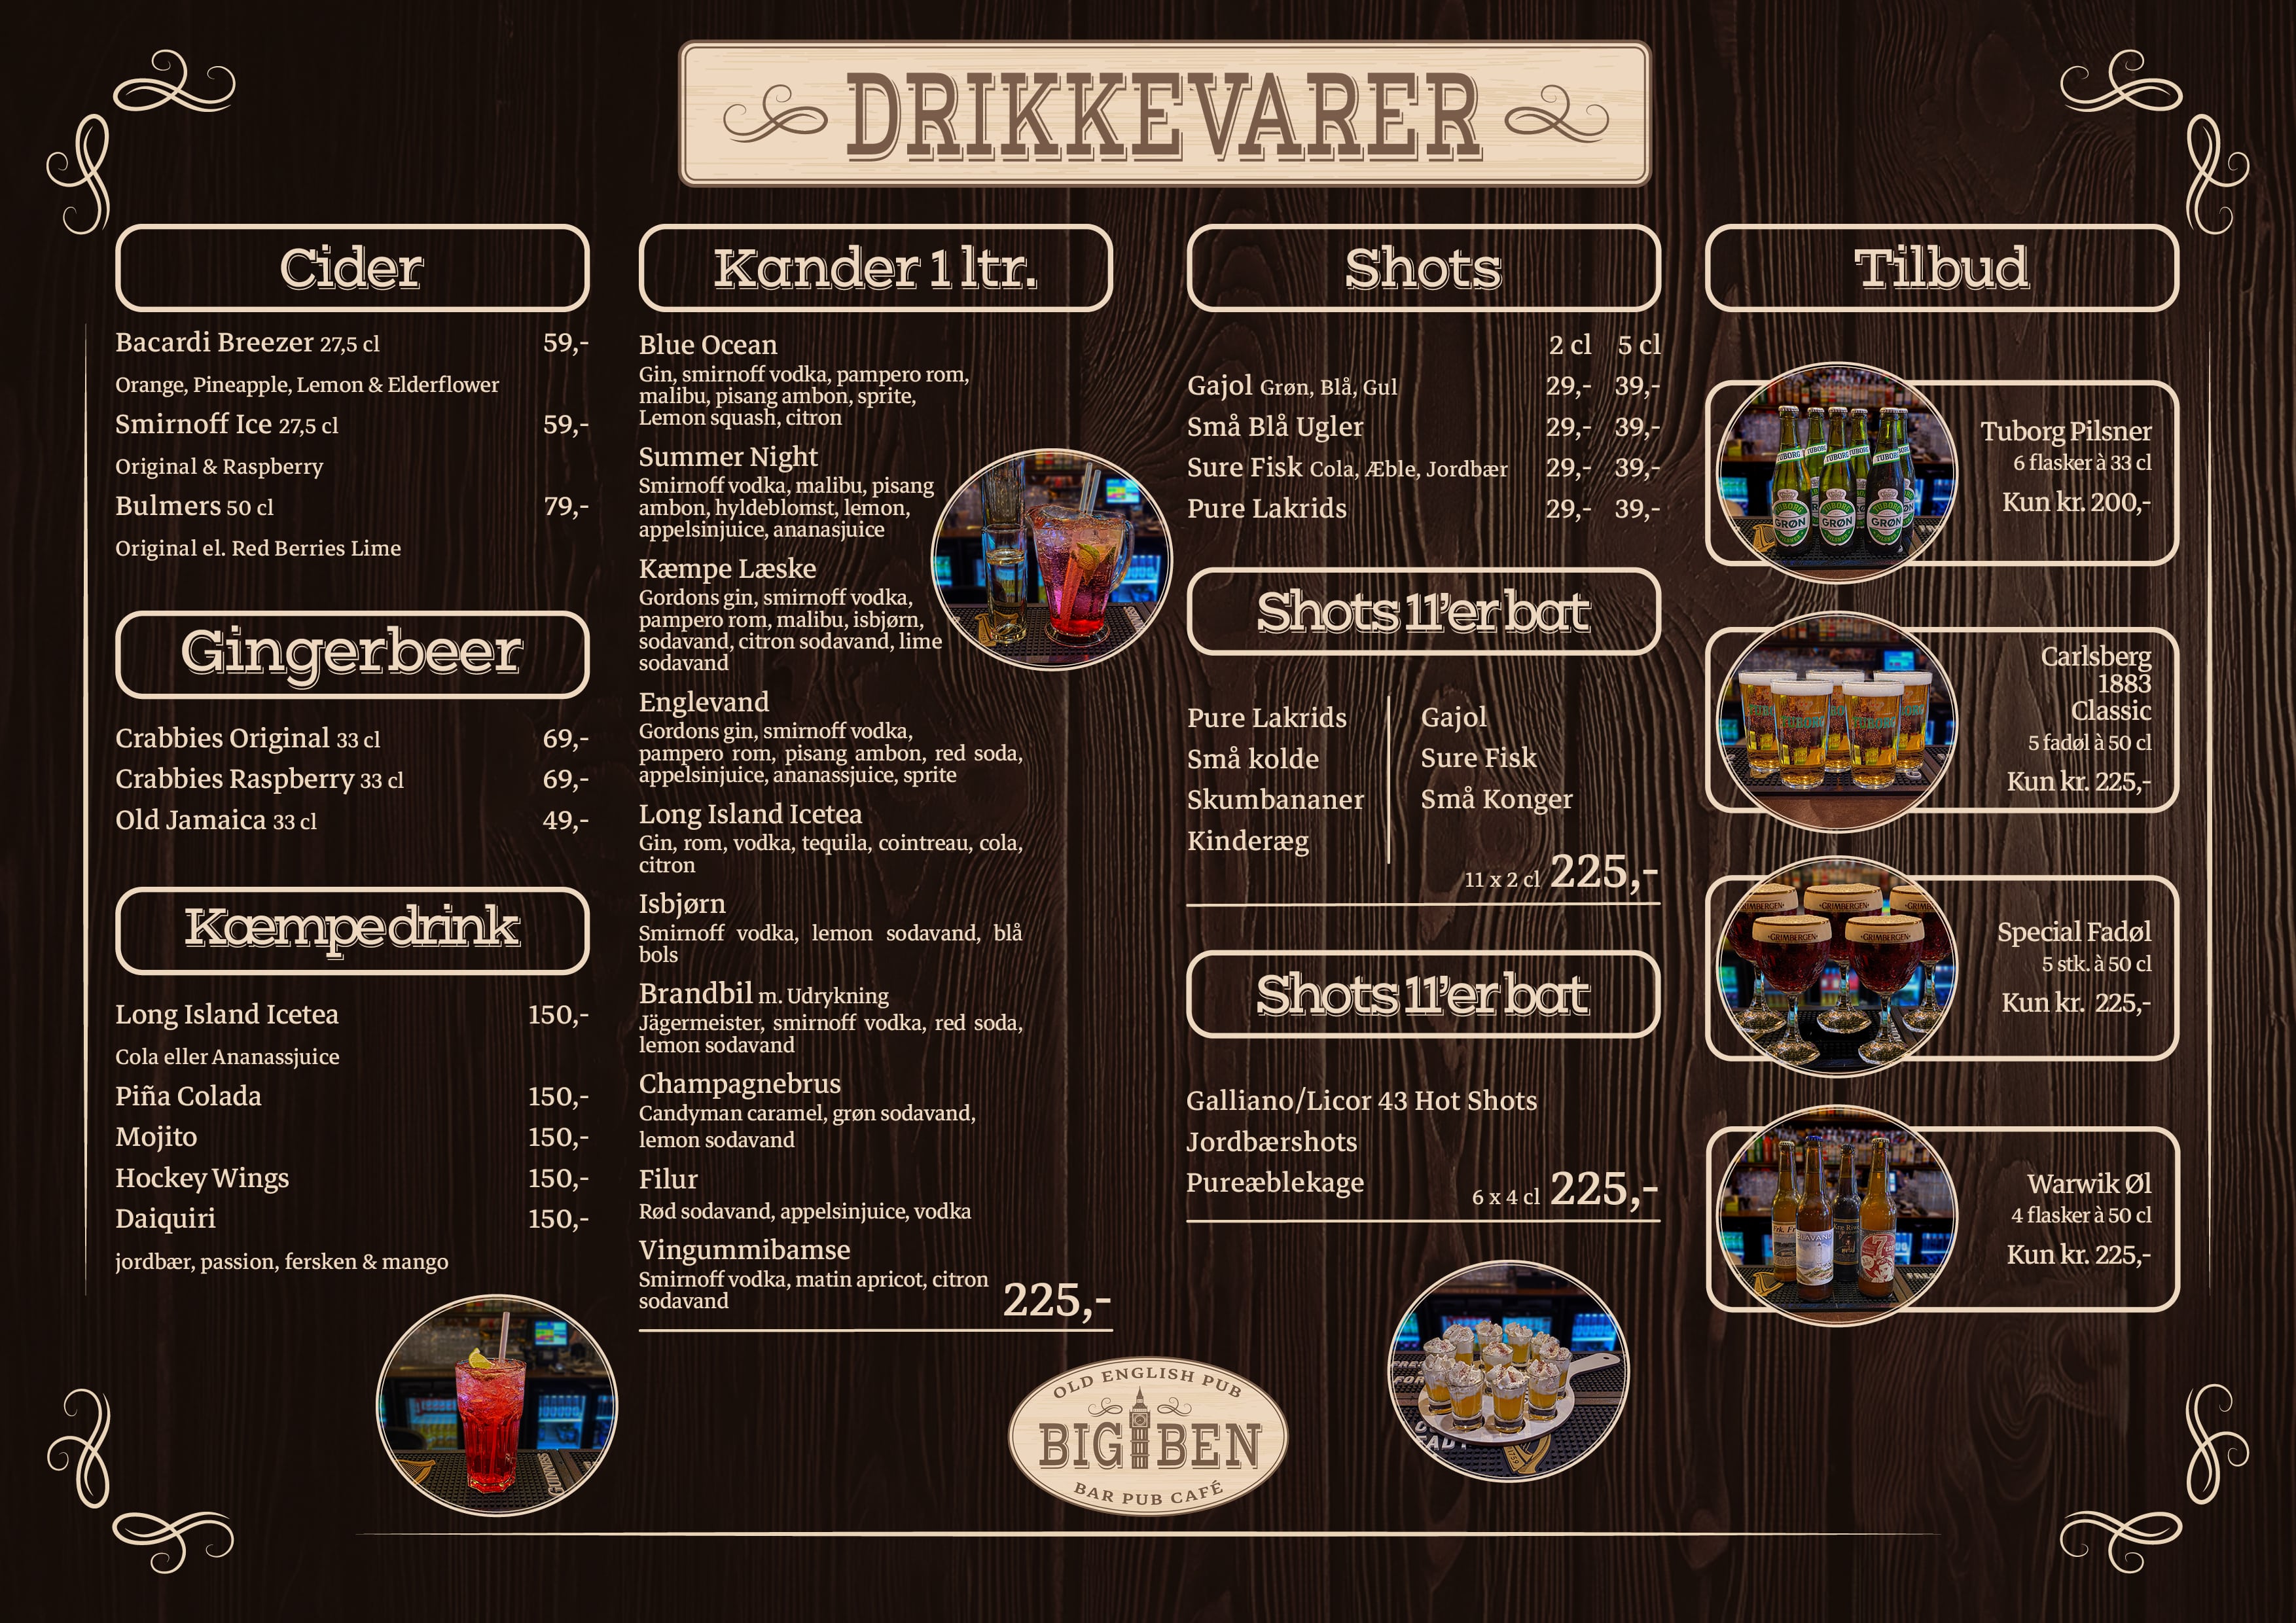 DRIKKEVARER
Cider
Bacardi Breezer 27,5 cl 59,-
Orange, Pineapple, Lemon & Elderflower
Smirnoff Ice 27,5 cl 59,-
Original & Raspberry
Bulmers 50 cl 79,-
Original el. Red Berries Lime
Gingerbeer
Crabbies Original 33 cl 69,-
Crabbies Raspberry 33 cl 69,-
Old Jamaica 33 cl 49,-
Kæmpedrink
Long Island Icetea 150,-
Cola eller Ananassjuice
Piña Colada 150,-
Mojito 150,-
Hockey Wings 150,-
Daiquiri 150,-
jordbær, passion, fersken & mango
GUINNESS
Kander 1 ltr.
Blue Ocean
Gin, smirnoff vodka, pampero rom,
malibu, pisang ambon, sprite,
Lemon squash, citron
Summer Night
Smirnoff vodka, malibu, pisang
ambon, hyldeblomst, lemon,
appelsinjuice, ananasjuice
Kæmpe Læske
Gordons gin, smirnoff vodka,
pampero rom, malibu, isbjørn,
sodavand, citron sodavand, lime
sodavand
Englevand
Gordons gin, smirnoff vodka,
pampero rom, pisang ambon, red soda,
appelsinjuice, ananassjuice, sprite
Long Island Icetea
Gin, rom, vodka, tequila, cointreau, cola,
citron
Isbjørn
Smirnoff vodka, lemon sodavand, blå
bols
Brandbil m. Udrykning
Jägermeister, smirnoff vodka, red soda,
lemon sodavand
Champagnebrus
Candyman caramel, grøn sodavand,
lemon sodavand
Filur
Rød sodavand, appelsinjuice, vodka
Vingummibamse
Smirnoff vodka, matin apricot, citron
sodavand
225,-
OLD ENGLISH PUB
BIG BEN
BAR PUB CAFÉ
Shots
2 cl 5 cl
Gajol Grøn, Blå, Gul 29,- 39,-
Små Blå Ugler 29,- 39,-
Sure Fisk Cola, Æble, Jordbær 29,- 39,-
Pure Lakrids 29,- 39,-
Shots 11'er bat
Pure Lakrids
Små kolde
Skumbananer
Kinderæg
Gajol
Sure Fisk
Små Konger
11 x 2 cl 225,-
Shots 11'er bat
Galliano/Licor 43 Hot Shots
Jordbærshots
Pureæblekage
6 x 4 cl 225,-
Tilbud
TUBORG
GRØN
GRØN
GRØN
Tuborg Pilsner
6 flasker à 33 cl
Kun kr. 200,-
TUBORG
TUBORG
Carlsberg
1883
Classic
5 fadøl à 50 cl
Kun kr. 225,-
GRIMBERGEN
GRIMBERGEN
GRIMBERGEN
Special Fadøl
5 stk. à 50 cl
Kun kr. 225,-
Warwik Øl
4 flasker à 50 cl
Kun kr. 225,-